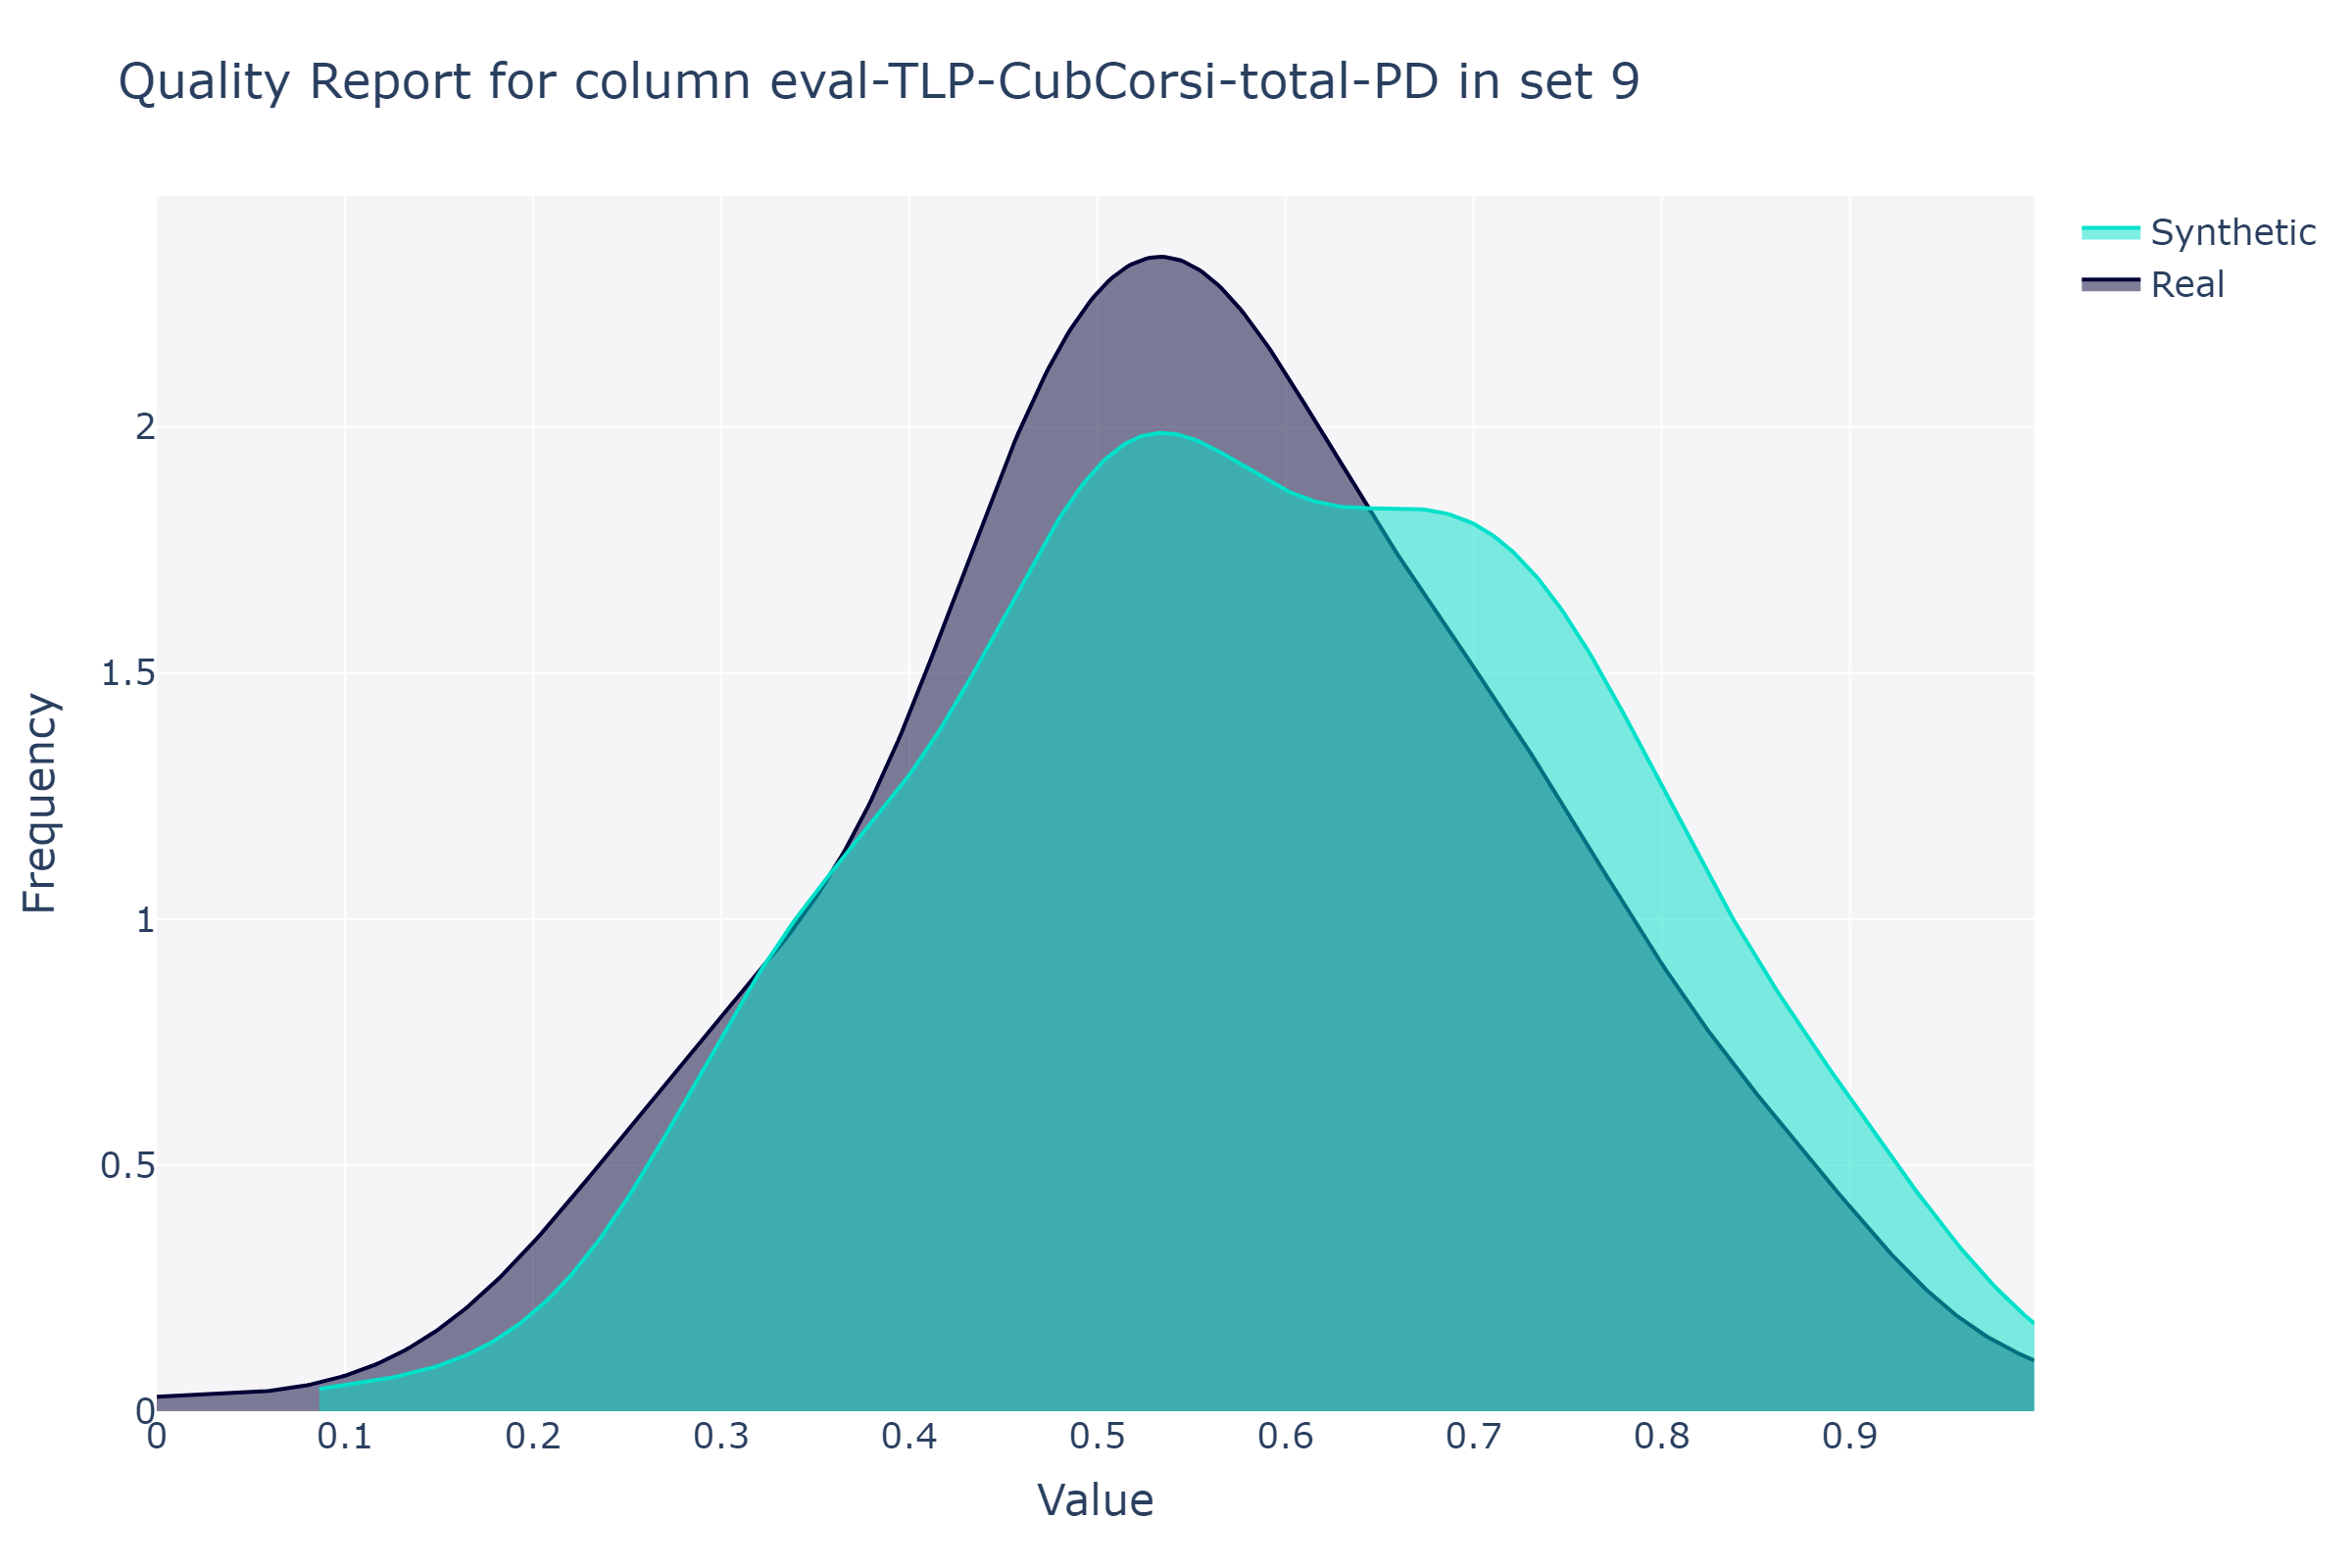 Quality Report for column eval-TLP-CubCorsi-total-PD in set 9
Synthetic
Real
Frequency
2
1.5
1
0.5
0
0 0.1 0.2 0.3 0.4 0.5 0.6 0.7 0.8 0.9
Value